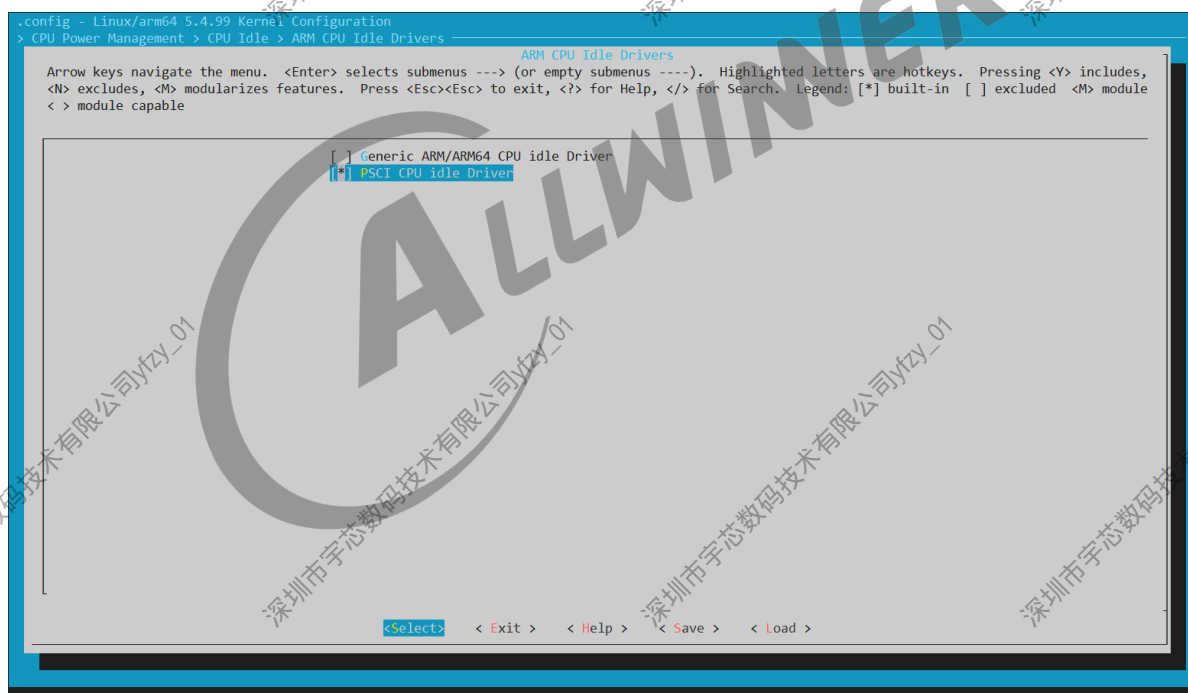 .config - Linux/arm64 5.4.99 Kernel Configuration
> CPU Power Management > CPU Idle > ARM CPU Idle Drivers
ARM CPU Idle Drivers
Arrow keys navigate the menu. <Enter> selects submenus ---> (or empty submenus ----). Highlighted letters are hotkeys. Pressing <Y> includes,
<N> excludes, <M> modularizes features. Press <Esc><Esc> to exit, <?> for Help, </> for Search. Legend: [*] built-in [ ] excluded <M> module
< > module capable
[ ] Generic ARM/ARM64 CPU idle Driver
[*] PSCI CPU idle Driver
<Select> < Exit > < Help > < Save > < Load >
ALLWINNER
深圳市宇芯数码技术有限公司yfzy_01
深圳市宇芯数码技术有限公司yfzy_01
深圳市宇芯数码技术有限公司yfzy_01